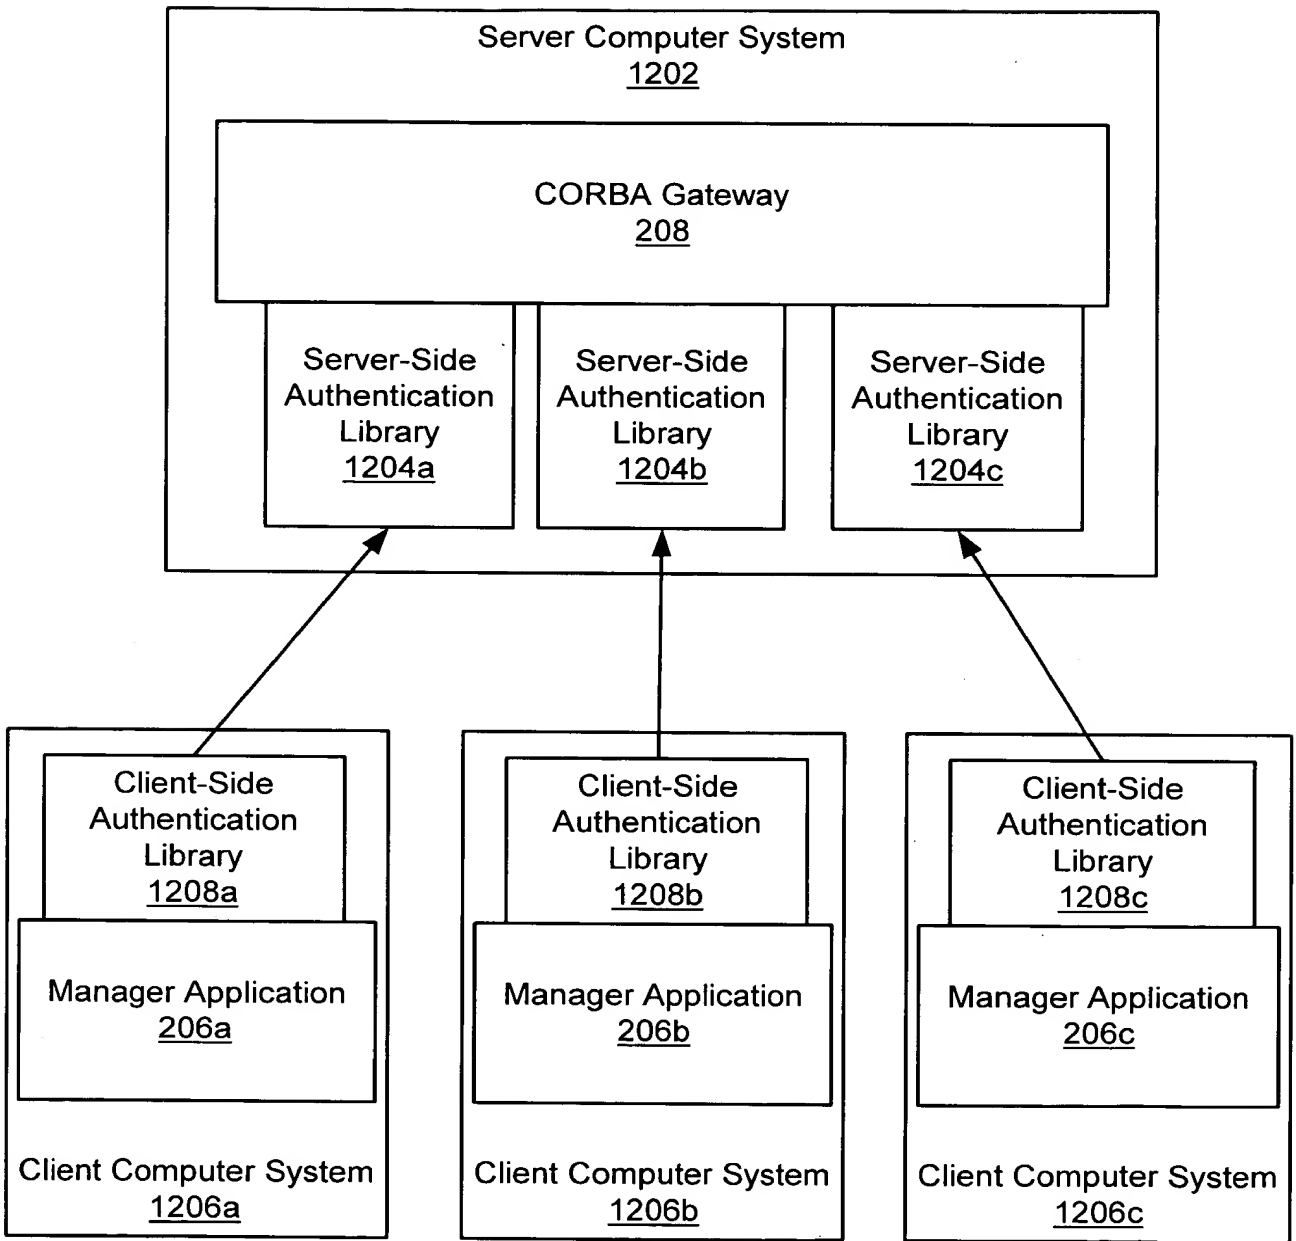 Server Computer System
1202
CORBA Gateway
208
Server-Side
Authentication
Library
1204a
Server-Side
Authentication
Library
1204b
Server-Side
Authentication
Library
1204c
Client-Side
Authentication
Library
1208a
Manager Application
206a
Client Computer System
1206a
Client-Side
Authentication
Library
1208b
Manager Application
206b
Client Computer System
1206b
Client-Side
Authentication
Library
1208c
Manager Application
206c
Client Computer System
1206c